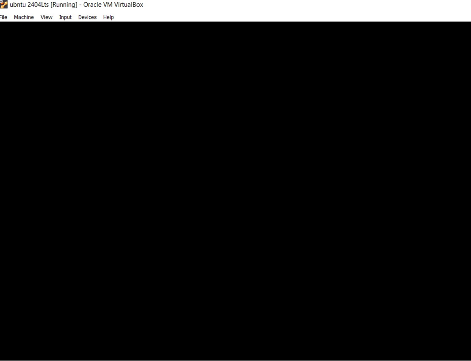 ubntu 2404Lts [Running] - Oracle VM VirtualBox
File Machine View Input Devices Help